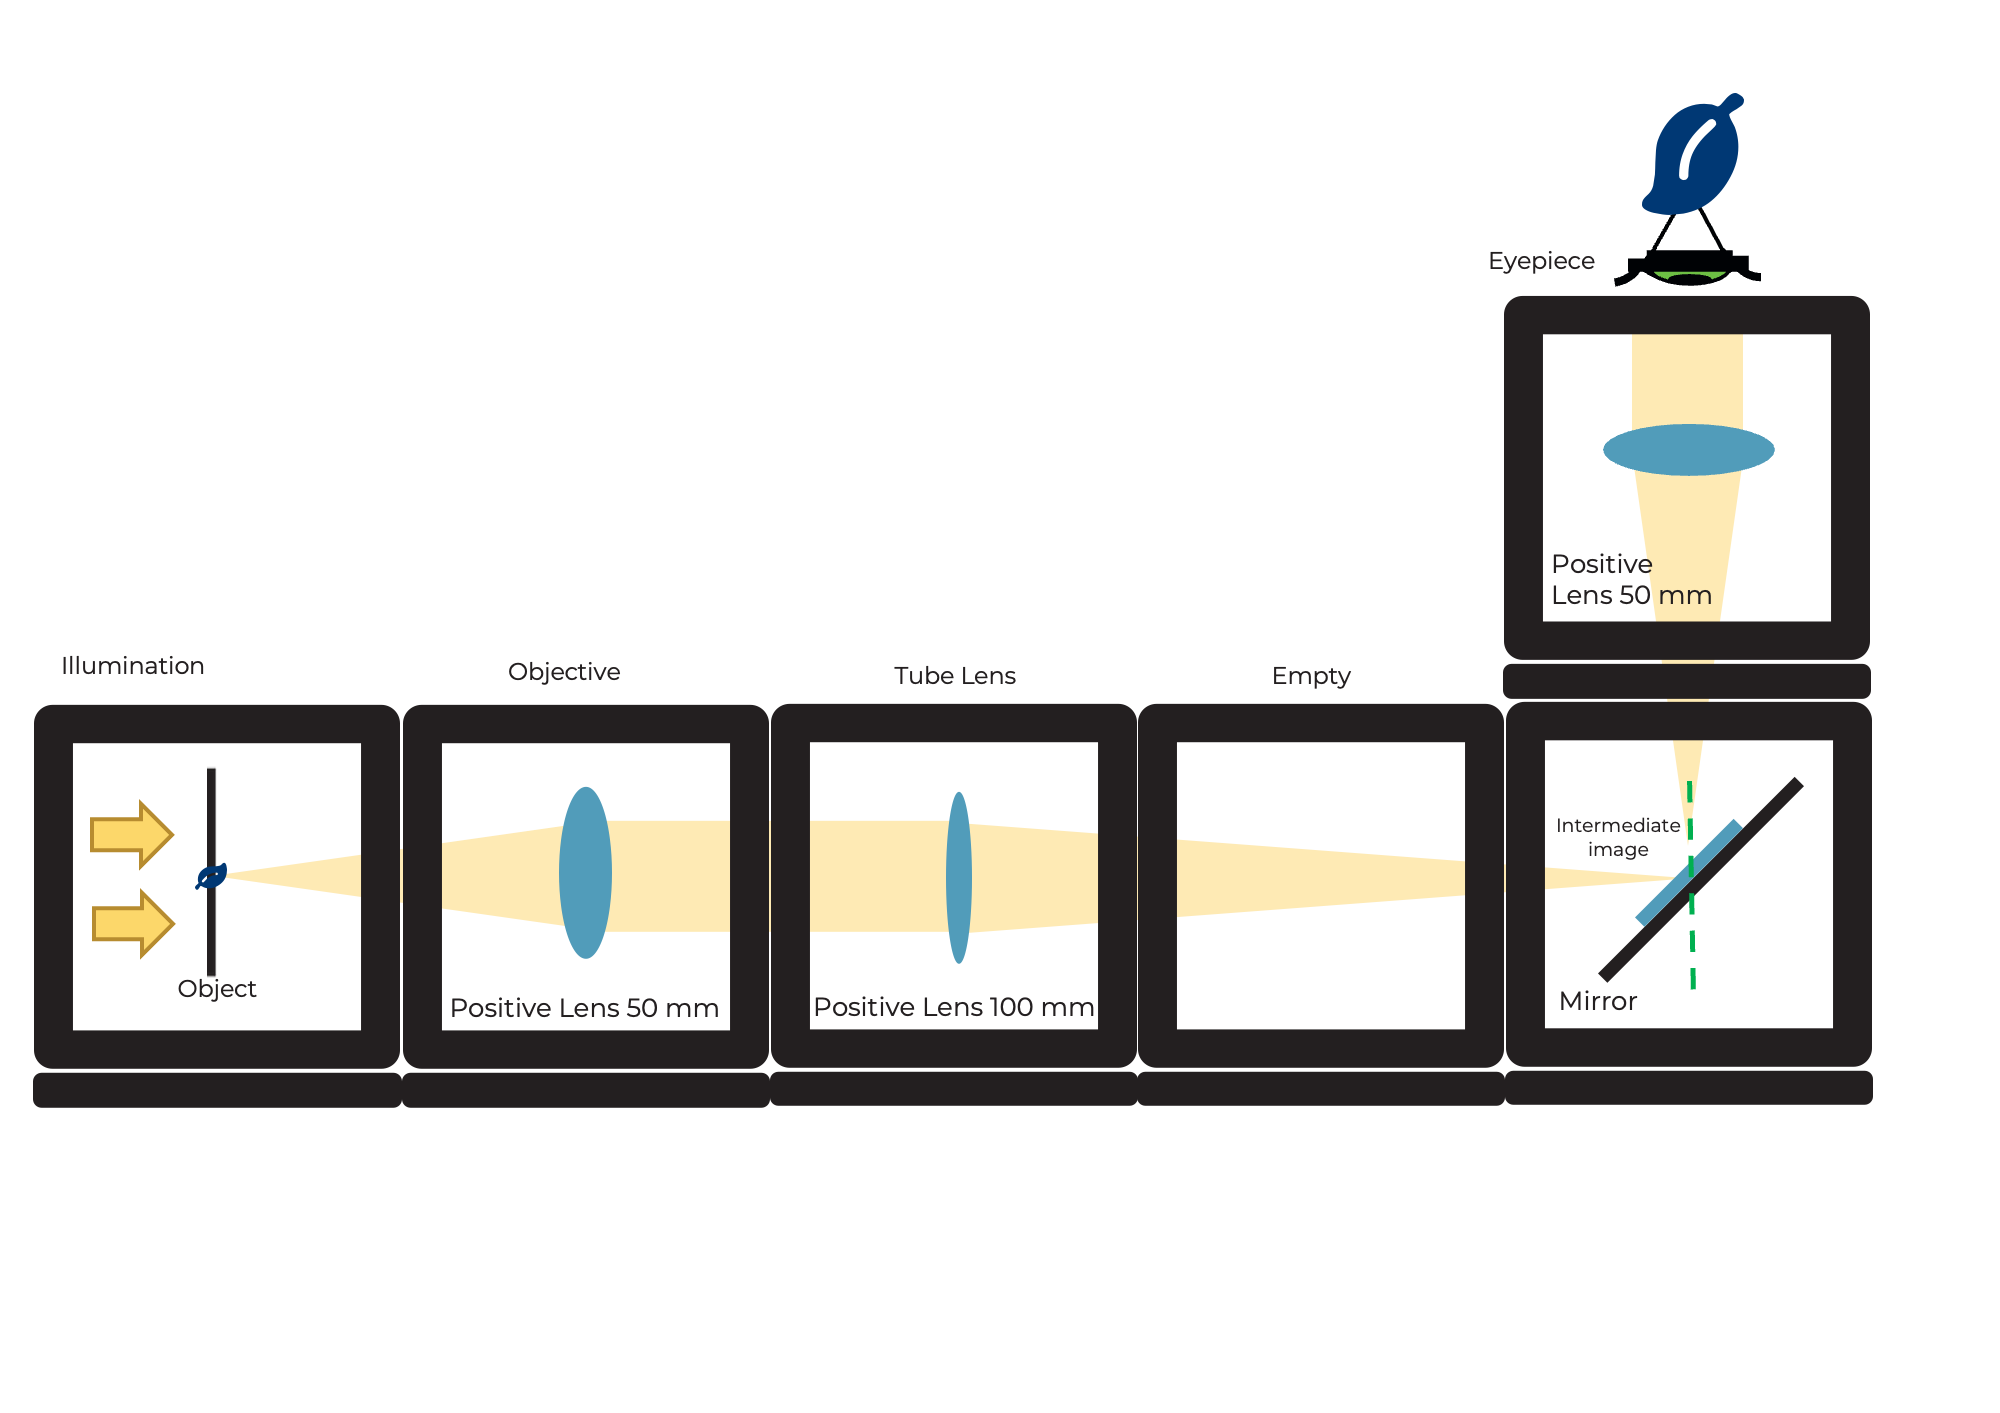 Eyepiece
Positive
Lens 50 mm
Illumination
Objective
Tube Lens
Empty
Intermediate
image
Object
Positive Lens 50 mm
Positive Lens 100 mm
Mirror